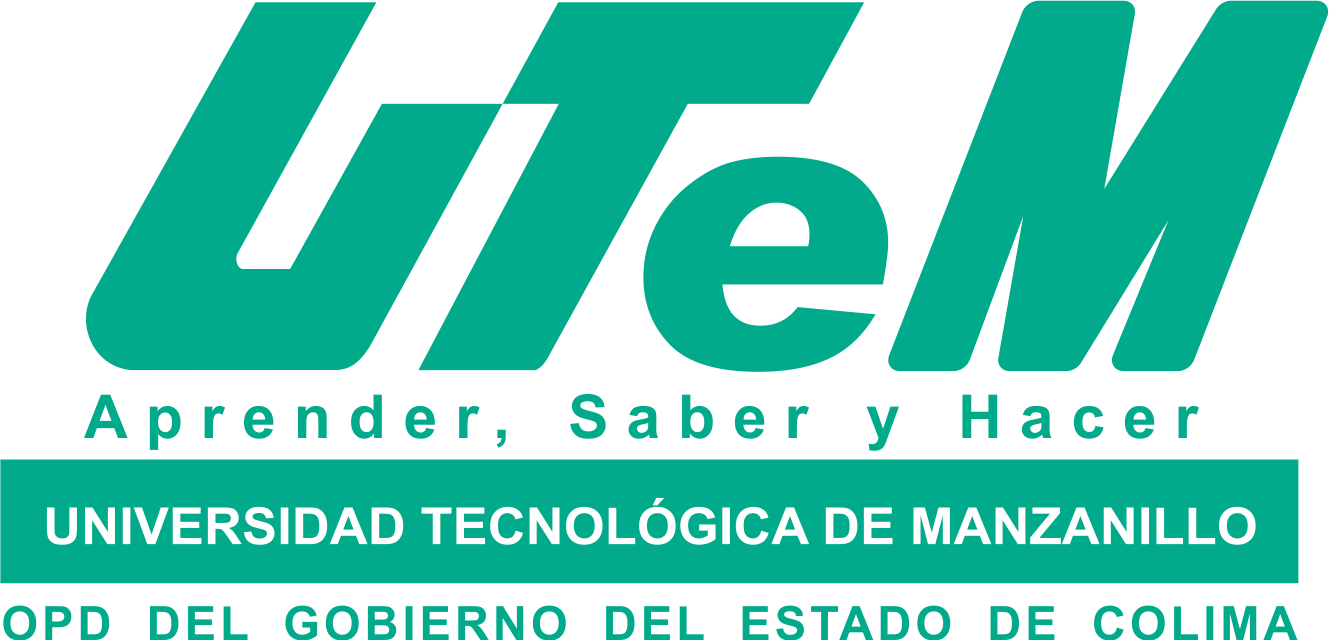 UTeM
Aprender, Saber y Hacer
UNIVERSIDAD TECNOLÓGICA DE MANZANILLO
OPD DEL GOBIERNO DEL ESTADO DE COLIMA